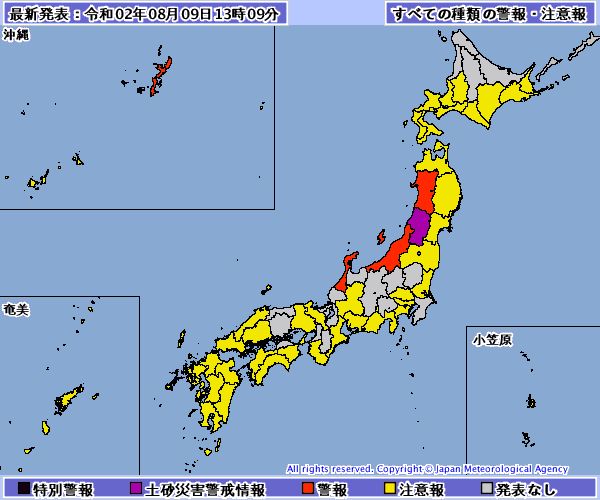 最新発表：令和02年08月09日13時09分
すべての種類の警報・注意報
沖縄
奄美
小笠原
All rights reserved. Copyright © Japan Meteorological Agency
特別警報 土砂災害警戒情報 警報 注意報 発表なし